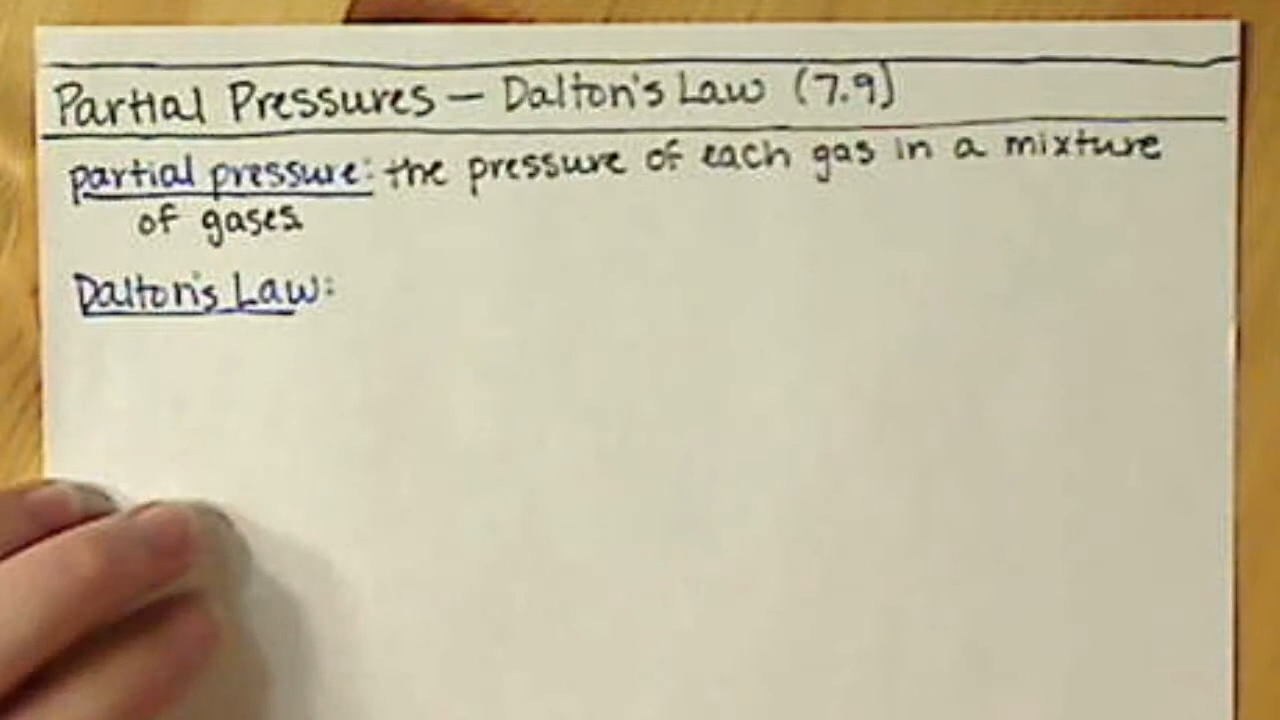 Partial Pressures — Dalton's Law (7.9)
partial pressure: the pressure of each gas in a mixture
of gases.
Dalton's Law: